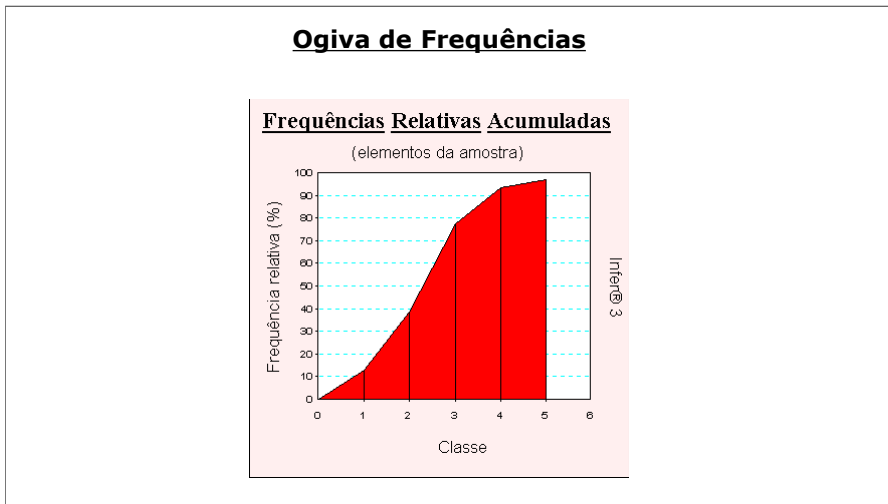 Ogiva de Frequências
Frequências Relativas Acumuladas
(elementos da amostra)
Frequência relativa (%)
100
90
80
70
60
50
40
30
20
10
0
0 1 2 3 4 5 6
Classe
Infer® 3